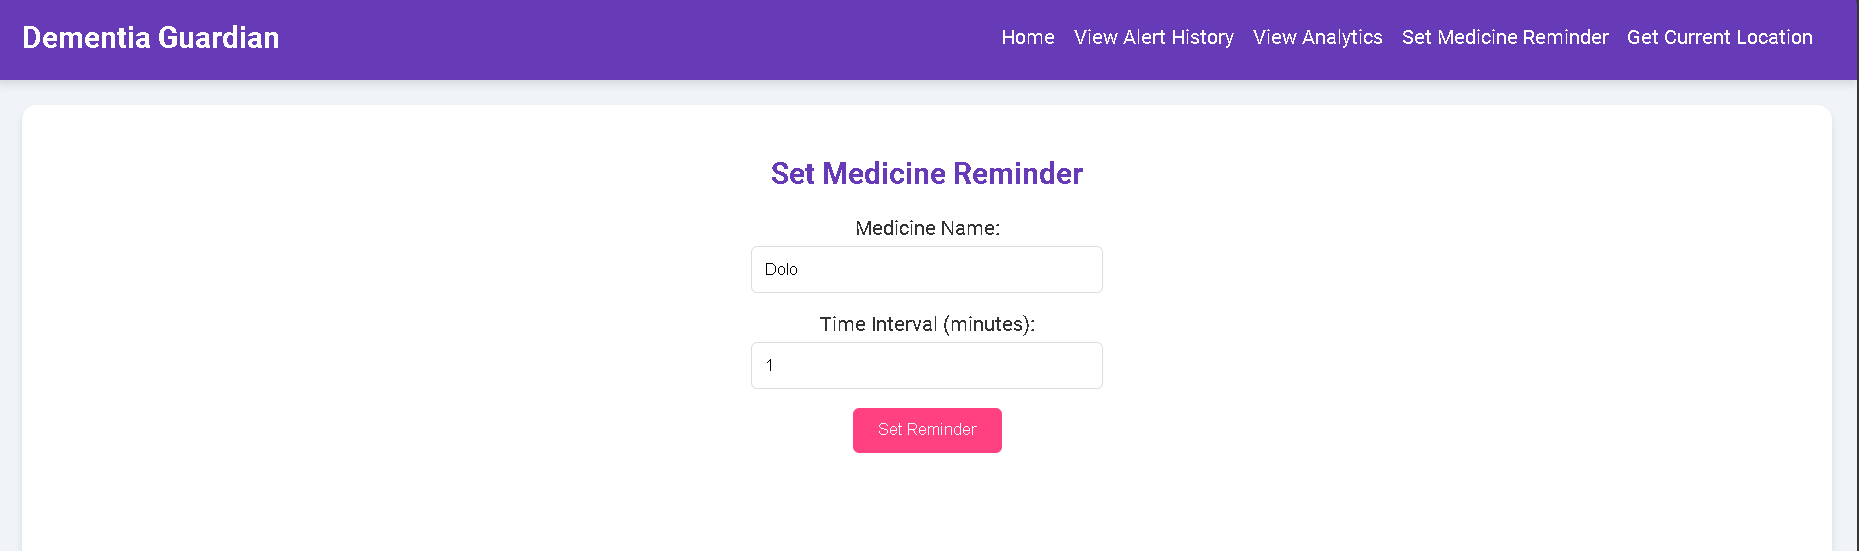 Dementia Guardian
Home View Alert History View Analytics Set Medicine Reminder Get Current Location
Set Medicine Reminder
Medicine Name:
Dolo
Time Interval (minutes):
1
Set Reminder